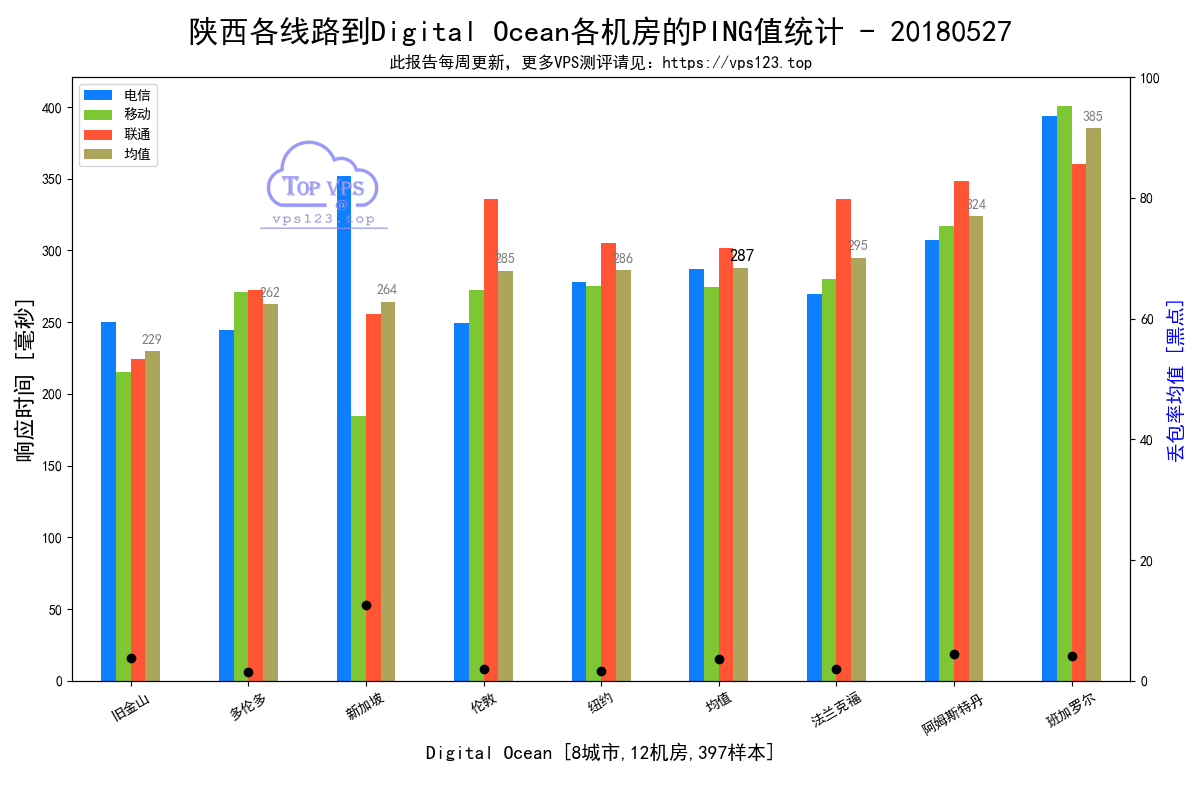 陕西各线路到Digital Ocean各机房的PING值统计 - 20180527
此报告每周更新，更多VPS测评请见：https://vps123.top
电信
移动
联通
均值
TOP VPS
@
vps123.top
响应时间 [毫秒]
400
350
300
250
200
150
100
50
0
229
262
264
285
286
287
295
324
385
100
80
60
40
20
0
丢包率均值 [黑点]
旧金山
多伦多
新加坡
伦敦
纽约
均值
法兰克福
阿姆斯特丹
班加罗尔
Digital Ocean [8城市,12机房,397样本]